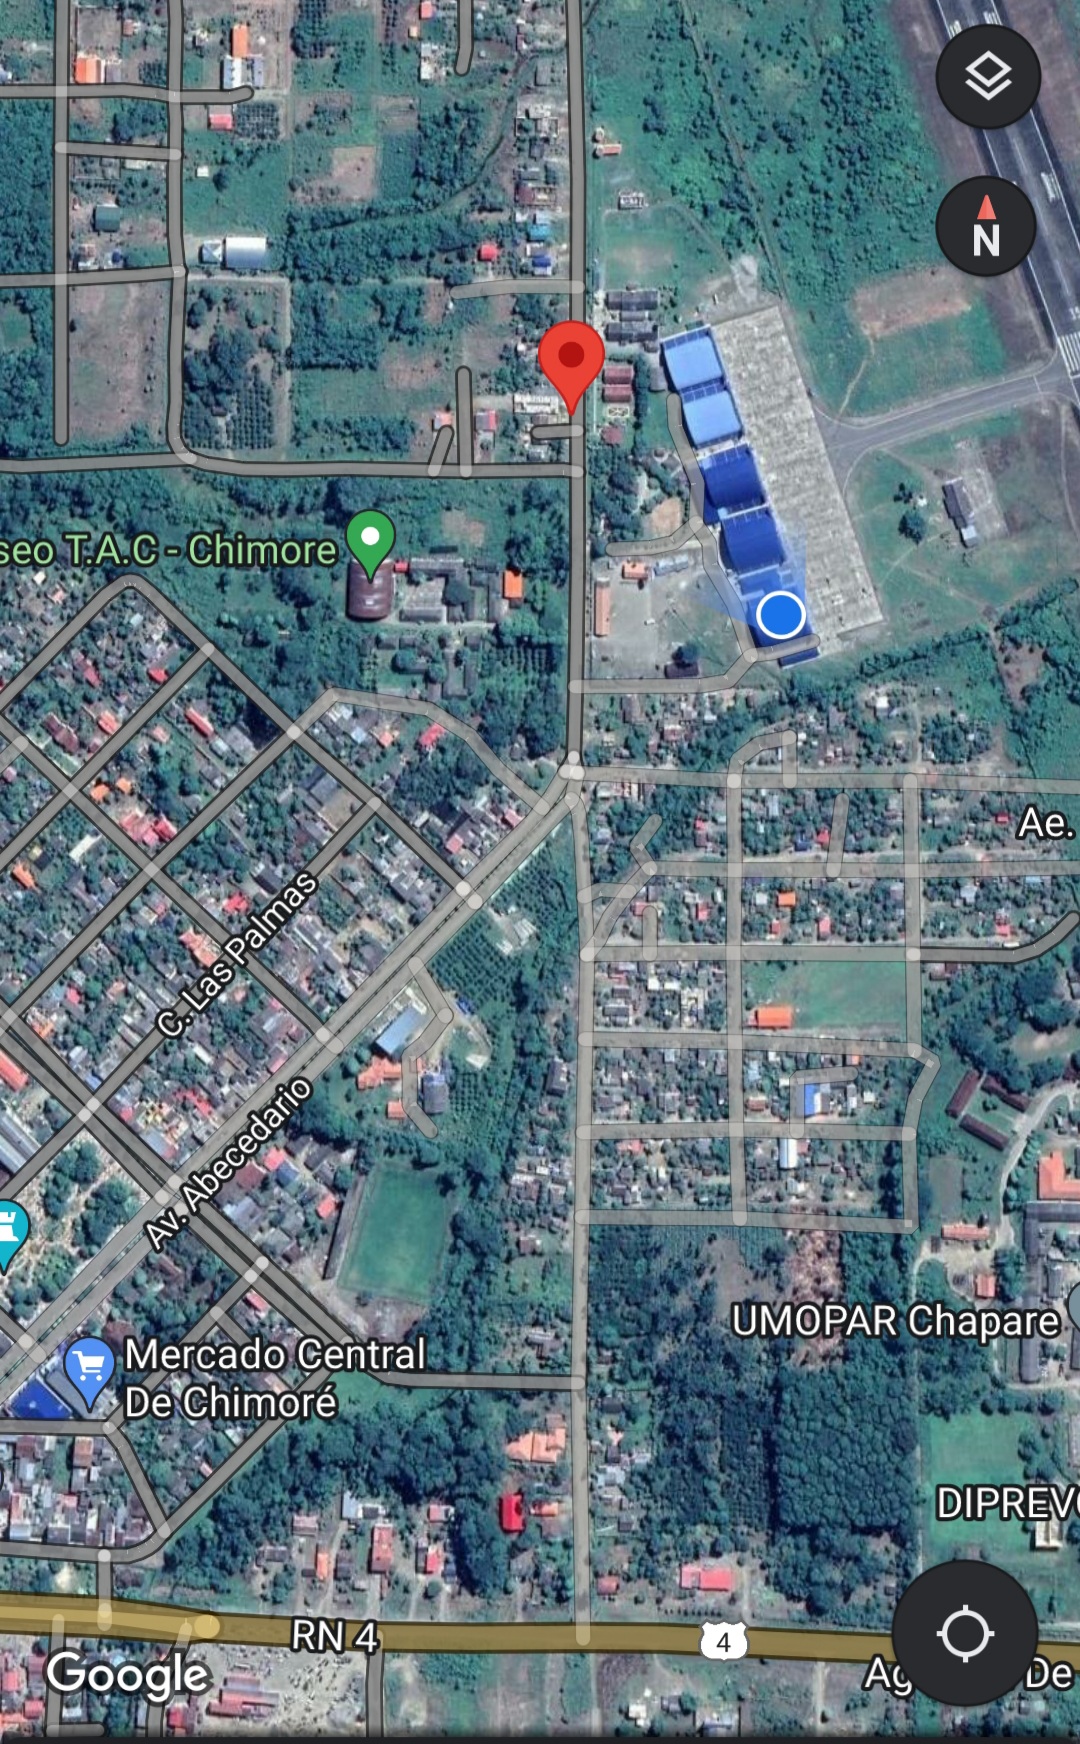 N
seo T.A.C - Chimore
Ae.
C. Las Palmas
Av. Abecedario
UMOPAR Chapare
Mercado Central
De Chimoré
DIPREV
RN 4
4
Google
Ag
De